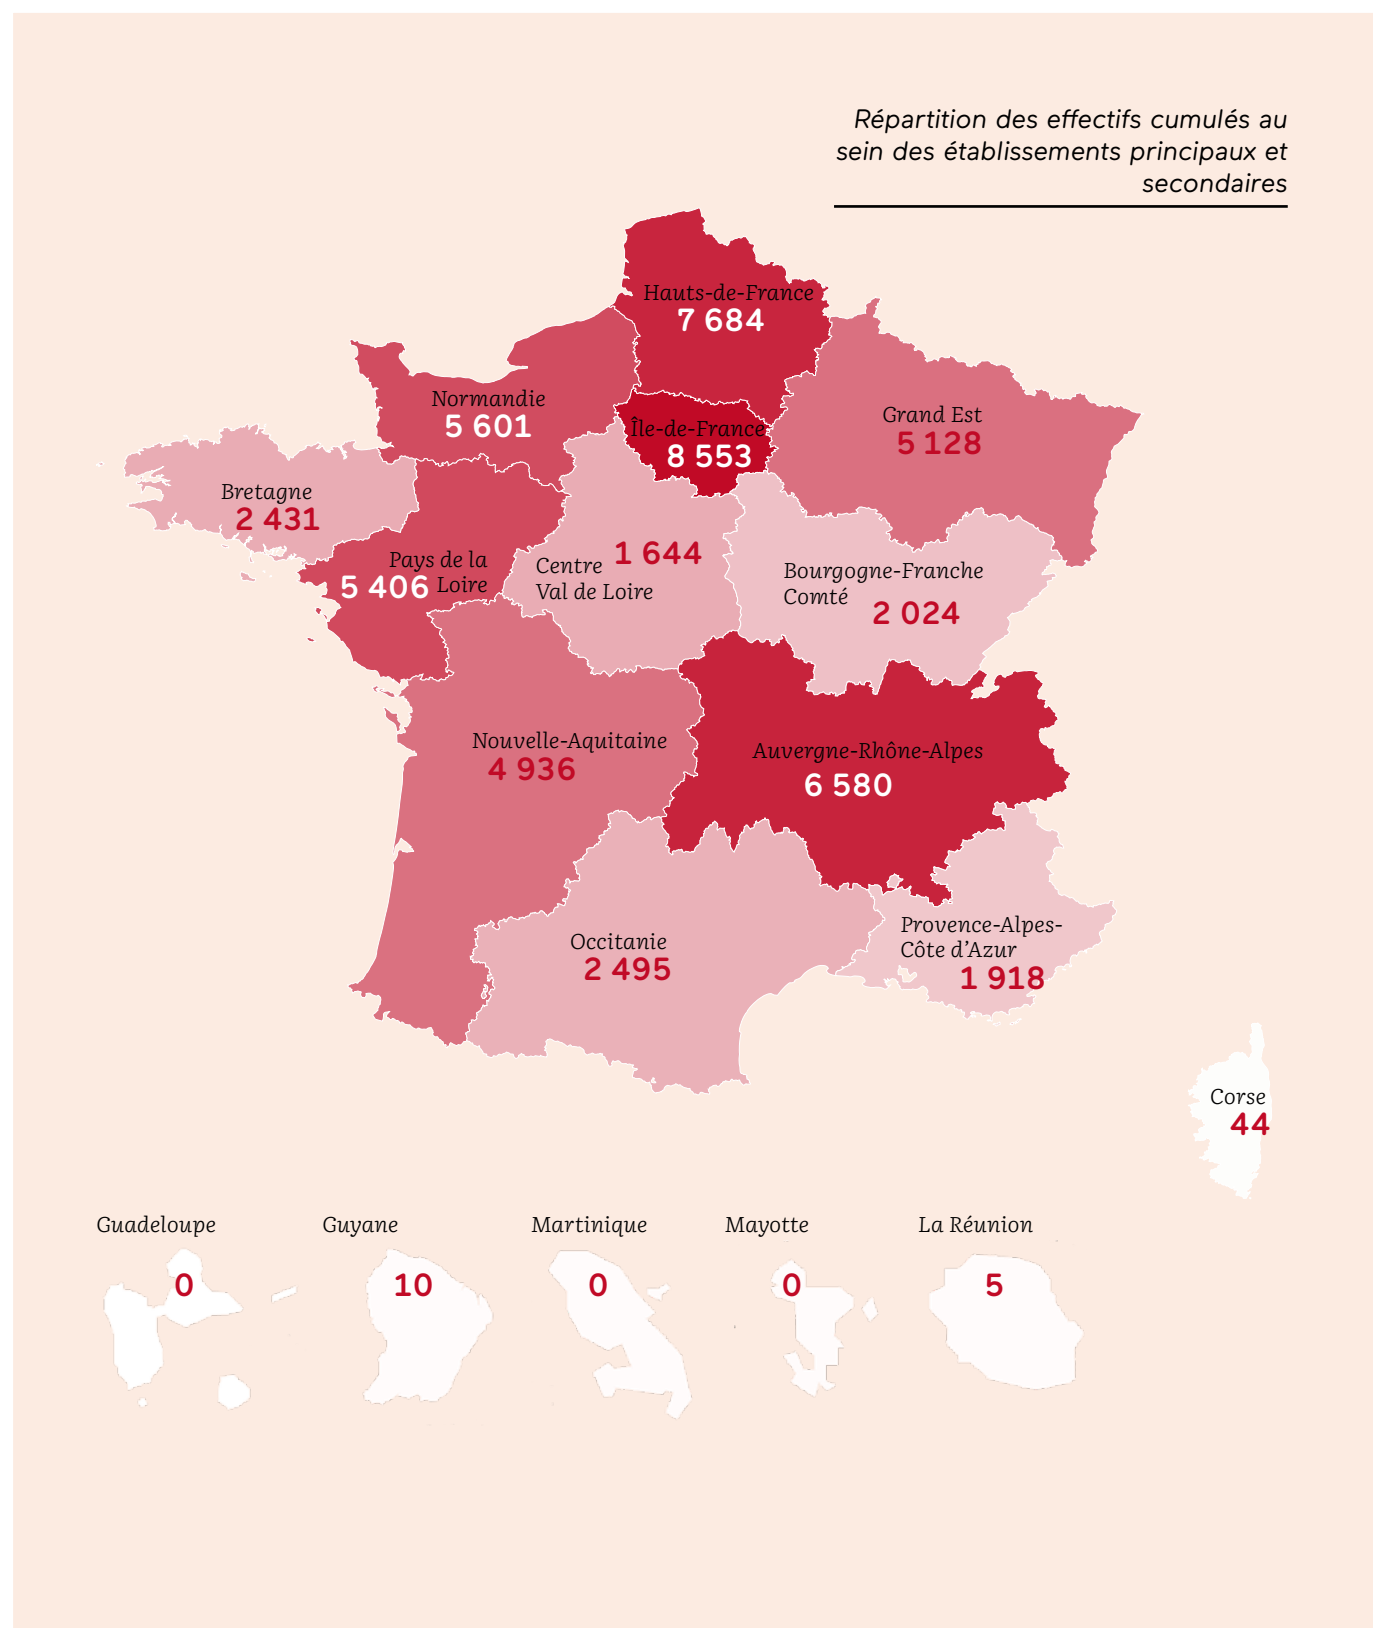 Répartition des effectifs cumulés au
sein des établissements principaux et
secondaires
Hauts-de-France
7 684
Normandie
5 601
Île-de-France
8 553
Grand Est
5 128
Bretagne
2 431
Pays de la
5 406 Loire
Centre 1 644
Val de Loire
Bourgogne-Franche
Comté 2 024
Nouvelle-Aquitaine
4 936
Auvergne-Rhône-Alpes
6 580
Occitanie
2 495
Provence-Alpes-
Côte d’Azur
1 918
Corse
44
Guadeloupe
0
Guyane
10
Martinique
0
Mayotte
0
La Réunion
5